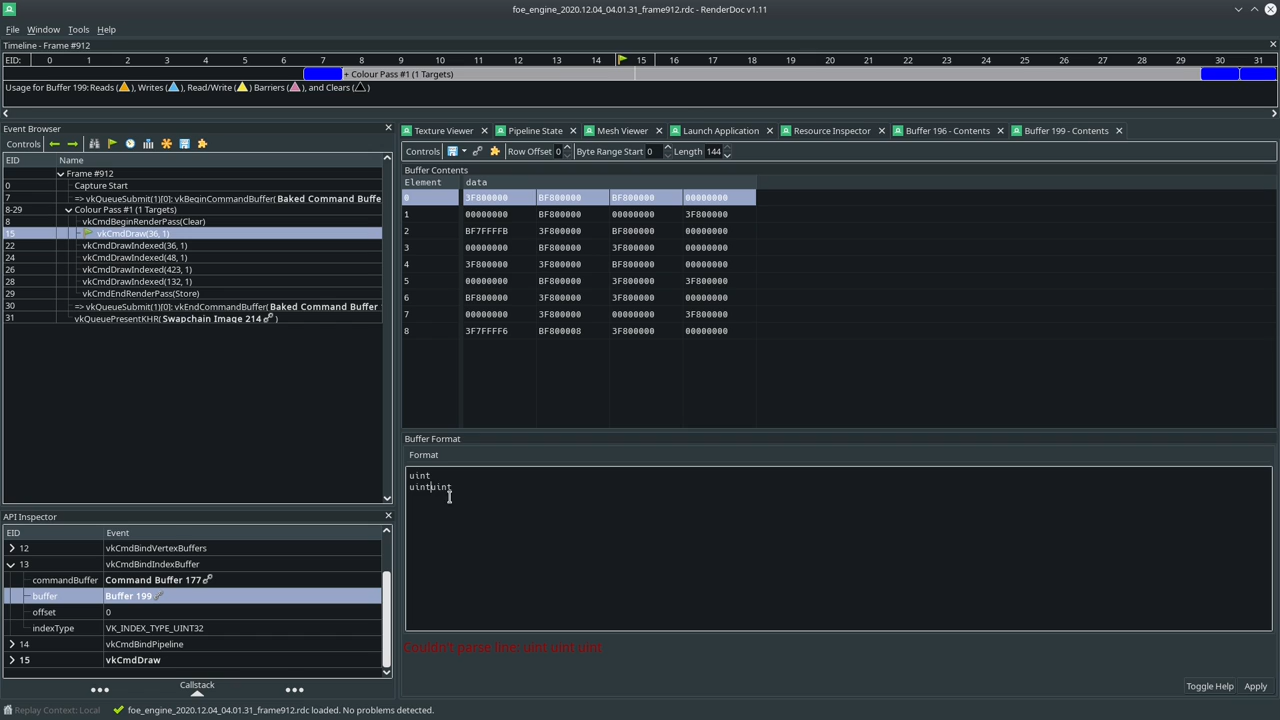 foe_engine_2020.12.04_04.01.31_frame912.rdc - RenderDoc v1.11
File Window Tools Help
Timeline - Frame #912
EID: 0 1 2 3 4 5 6 7 8 9 10 11 12 13 14 15 16 17 18 19 20 21 22 23 24 25 26 27 28 29 30 31
+ Colour Pass #1 (1 Targets)
Usage for Buffer 199: Reads ( ), Writes ( ), Read/Write ( ) Barriers ( ), and Clears ( )
Event Browser
Controls
EID Name
Frame #912
0 Capture Start
7 => vkQueueSubmit(1)[0]: vkBeginCommandBuffer(Baked Command Buffe
8-29 Colour Pass #1 (1 Targets)
8 vkCmdBeginRenderPass(Clear)
15 vkCmdDraw(36, 1)
22 vkCmdDrawIndexed(36, 1)
24 vkCmdDrawIndexed(48, 1)
26 vkCmdDrawIndexed(423, 1)
28 vkCmdDrawIndexed(132, 1)
29 vkCmdEndRenderPass(Store)
30 => vkQueueSubmit(1)[0]: vkEndCommandBuffer(Baked Command Buffer
31 vkQueuePresentKHR(Swapchain Image 214 )
API Inspector
EID Event
12 vkCmdBindVertexBuffers
13 vkCmdBindIndexBuffer
commandBuffer Command Buffer 177
buffer Buffer 199
offset 0
indexType VK_INDEX_TYPE_UINT32
14 vkCmdBindPipeline
15 vkCmdDraw
Callstack
Texture Viewer Pipeline State Mesh Viewer Launch Application Resource Inspector Buffer 196 - Contents Buffer 199 - Contents
Controls Row Offset 0 Byte Range Start 0 Length 144
Buffer Contents
Element data
0 3F800000 BF800000 BF800000 00000000
1 00000000 BF800000 00000000 3F800000
2 BF7FFFFB 3F800000 BF800000 00000000
3 00000000 BF800000 3F800000 00000000
4 3F800000 3F800000 BF800000 00000000
5 00000000 BF800000 3F800000 3F800000
6 BF800000 3F800000 3F800000 00000000
7 00000000 3F800000 00000000 3F800000
8 3F7FFFF6 BF800008 3F800000 00000000
Buffer Format
Format
uint
uintuint
Couldn't parse line: uint uint uint
Toggle Help Apply
Replay Context: Local foe_engine_2020.12.04_04.01.31_frame912.rdc loaded. No problems detected.